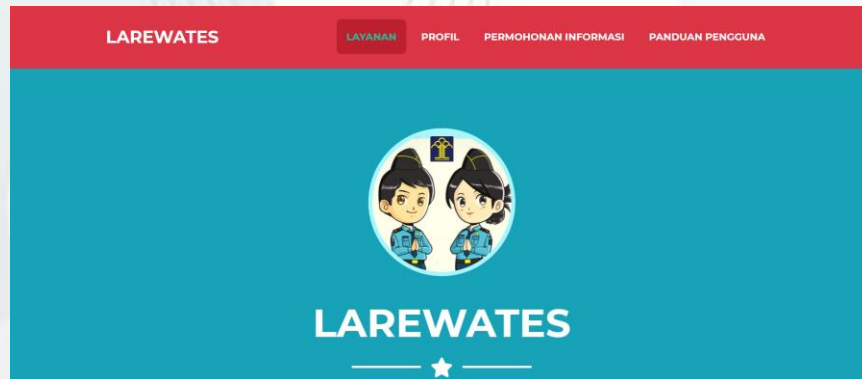 LAREWATES LAYANAN PROFIL PERMOHONAN INFORMASI PANDUAN PENGGUNA
LAREWATES